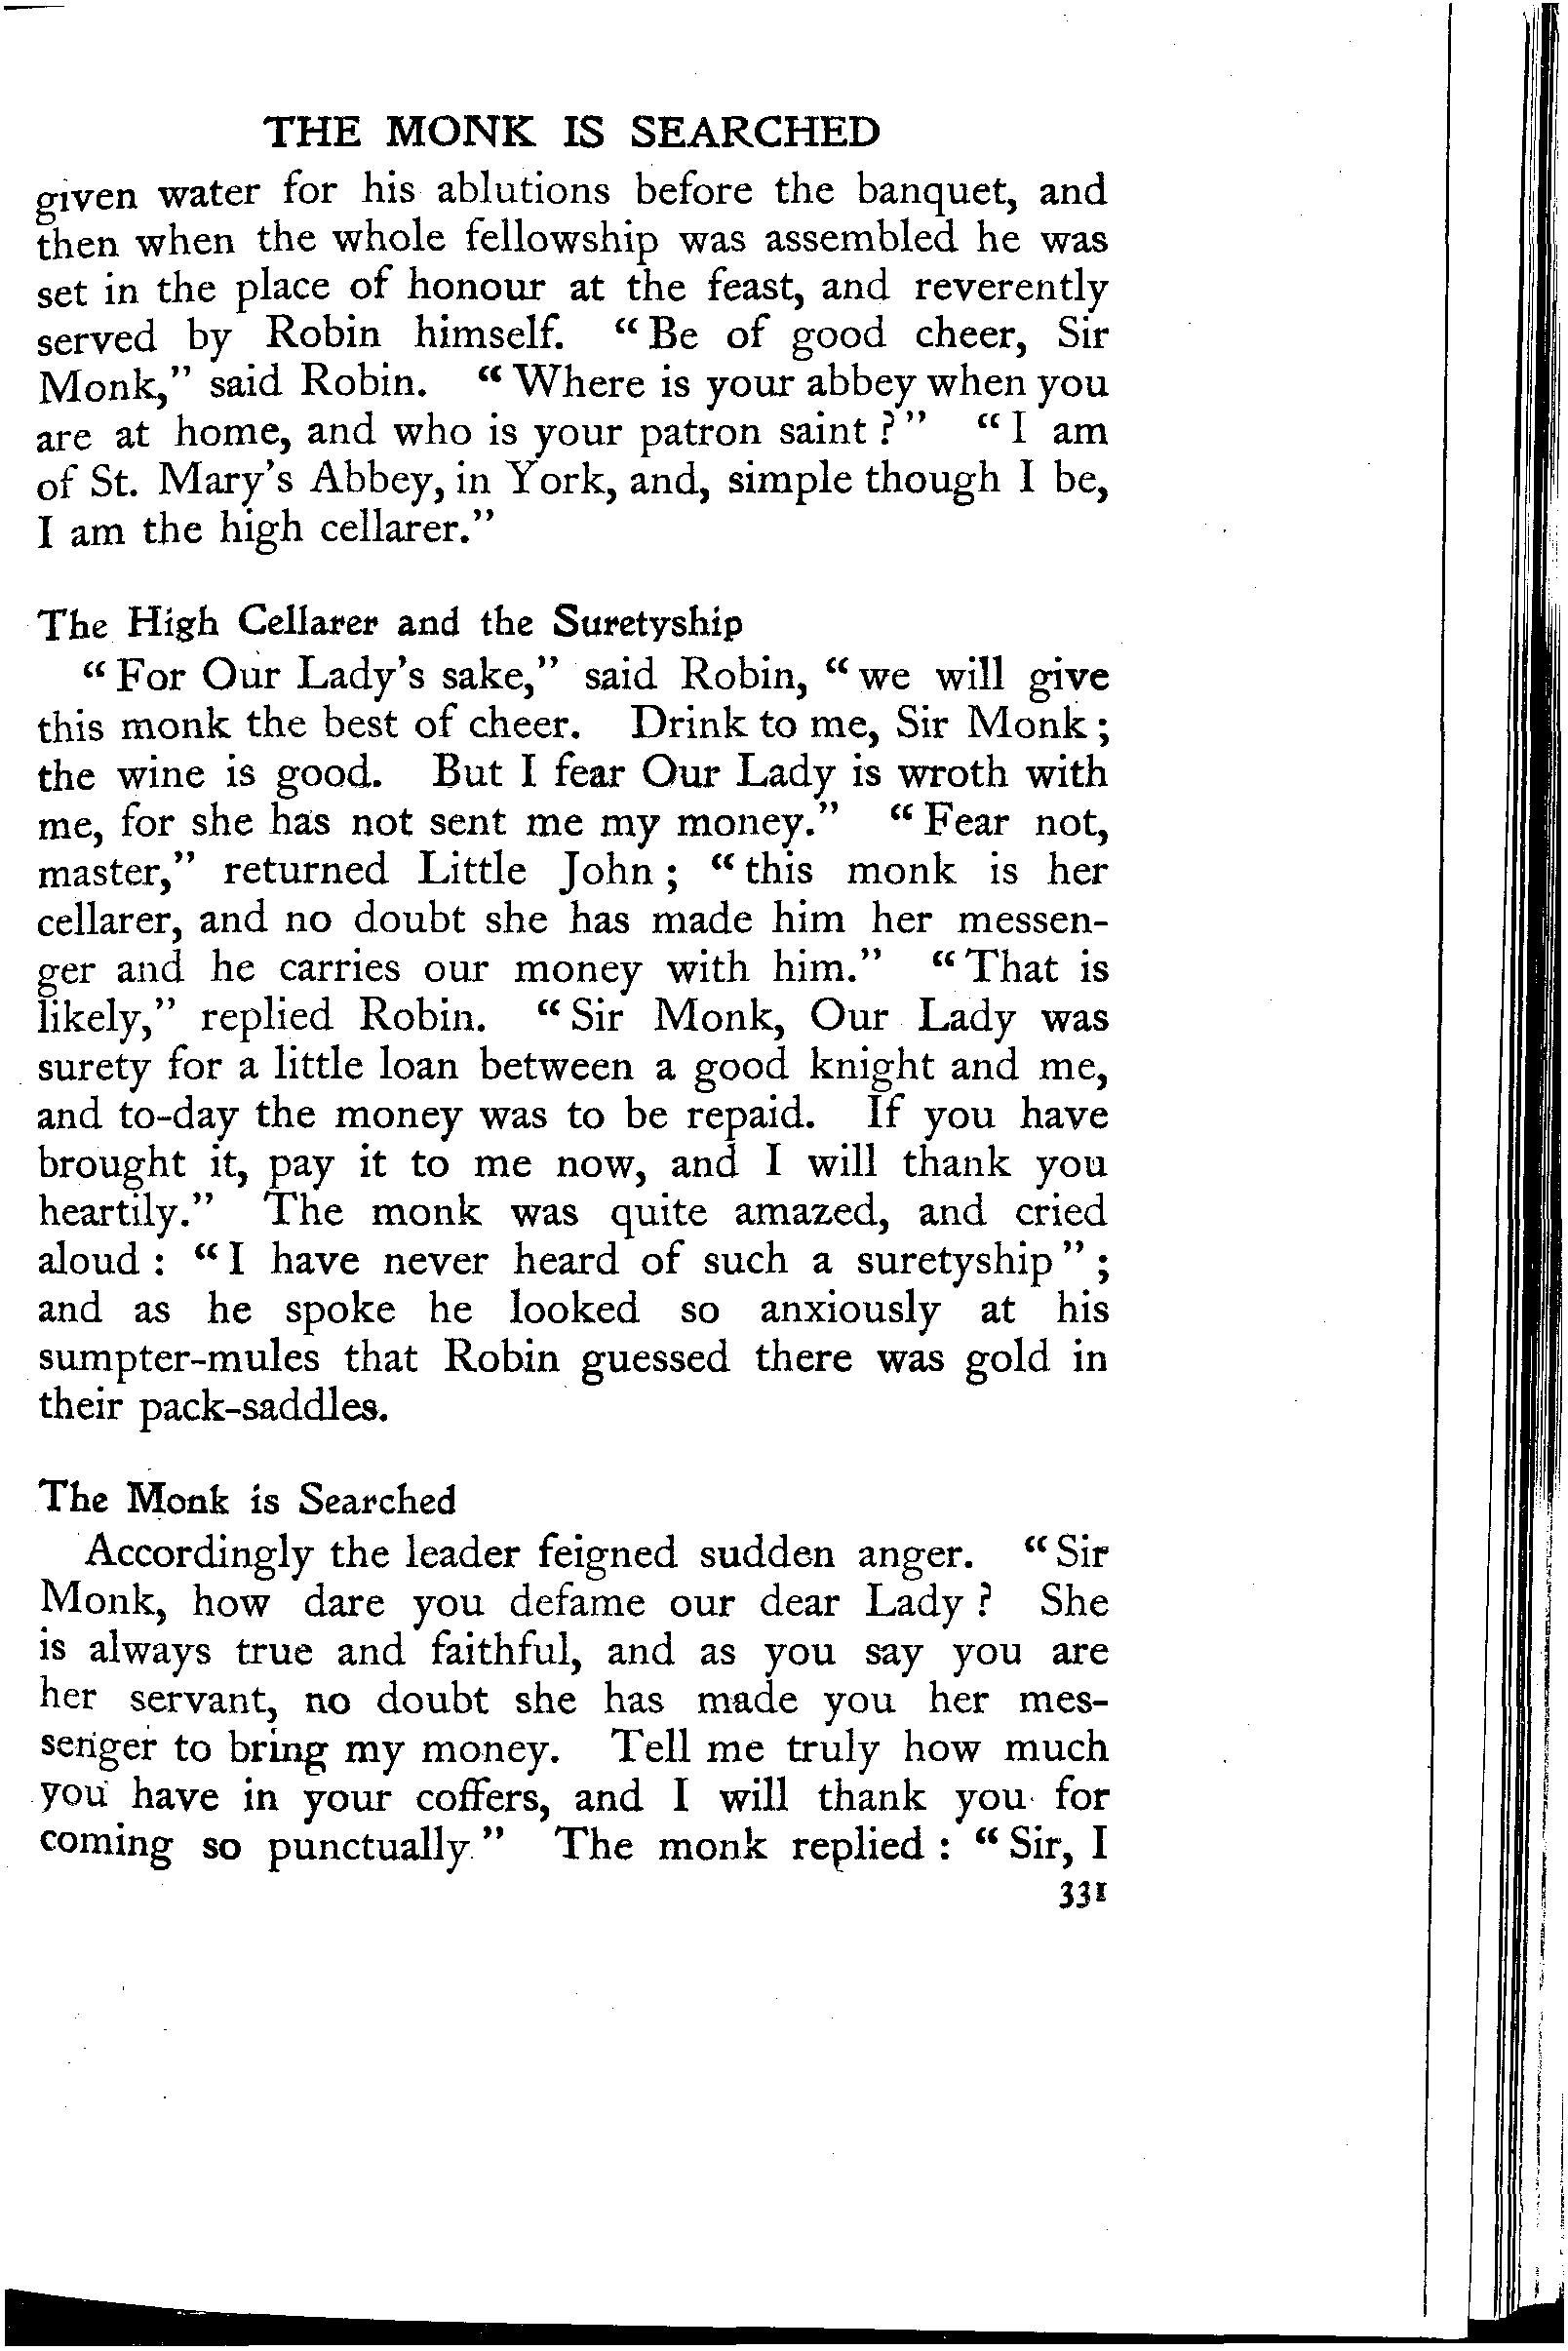 THE MONK IS SEARCHED
given water for his ablutions before the banquet, and
then when the whole fellowship was assembled he was
set in the place of honour at the feast, and reverently
served by Robin himself. “Be of good cheer, Sir
Monk,” said Robin. “Where is your abbey when you
are at home, and who is your patron saint?” “I am
of St. Mary's Abbey, in York, and, simple though I be,
I am the high cellarer.”
The High Cellarer and the Suretyship
“For Our Lady's sake,” said Robin, “we will give
this monk the best of cheer. Drink to me, Sir Monk;
the wine is good. But I fear Our Lady is wroth with
me, for she has not sent me my money.” “Fear not,
master,” returned Little John; “this monk is her
cellarer, and no doubt she has made him her messen-
ger and he carries our money with him.” “That is
likely,” replied Robin. “Sir Monk, Our Lady was
surety for a little loan between a good knight and me,
and to-day the money was to be repaid. If you have
brought it, pay it to me now, and I will thank you
heartily.” The monk was quite amazed, and cried
aloud: “I have never heard of such a suretyship”;
and as he spoke he looked so anxiously at his
sumpter-mules that Robin guessed there was gold in
their pack-saddles.
The Monk is Searched
Accordingly the leader feigned sudden anger. “Sir
Monk, how dare you defame our dear Lady? She
is always true and faithful, and as you say you are
her servant, no doubt she has made you her mes-
senger to bring my money. Tell me truly how much
you have in your coffers, and I will thank you for
coming so punctually.” The monk replied: “Sir, I
331